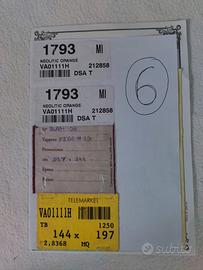 1793 MI
NEOLITIC ORANGE
VA01111H 212858
DSA T
6
1793 MI
NEOLITIC ORANGE
VA01111H 212858
DSA T
TELEMARKET
VA01111H 1250
TB
144 x 197
2,8368 MQ
subito